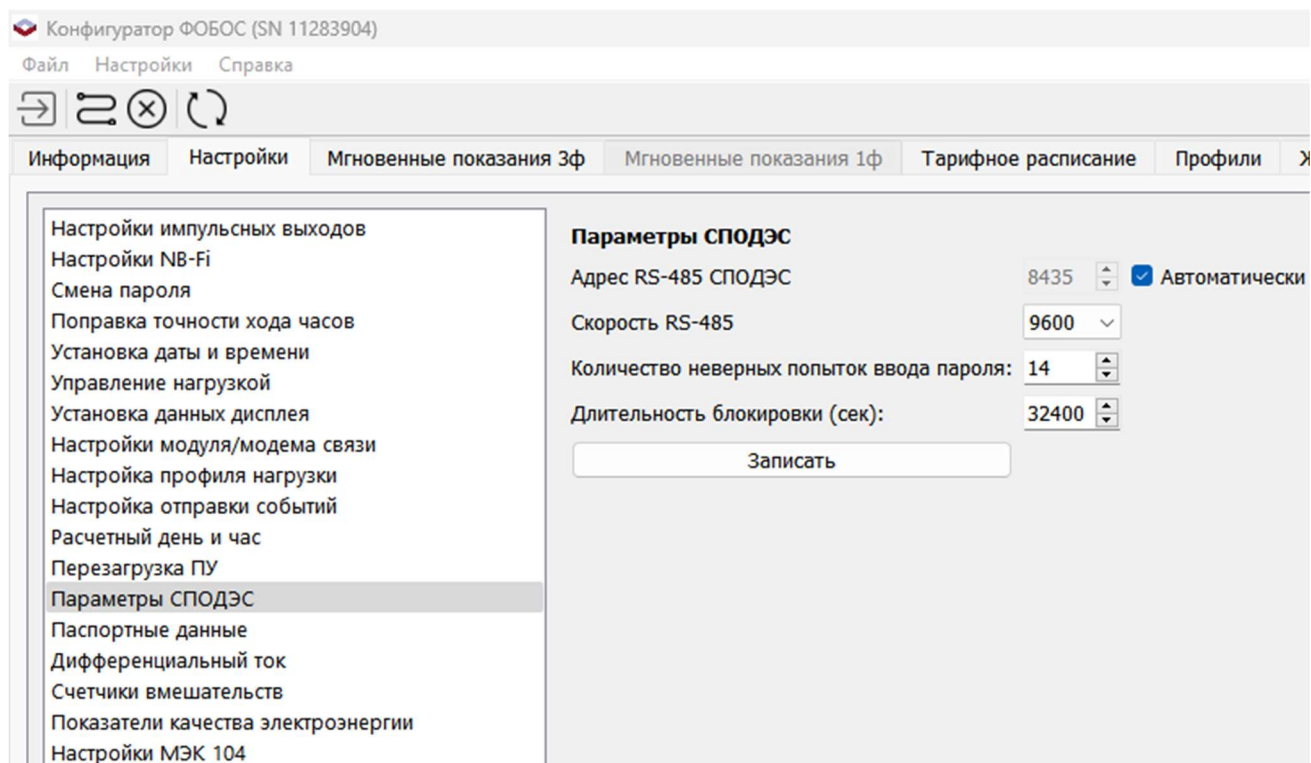 Конфигуратор ФОБОС (SN 11283904)
Файл Настройки Справка
Информация Настройки Мгновенные показания 3ф Мгновенные показания 1ф Тарифное расписание Профили
Настройки импульсных выходов
Настройки NB-Fi
Смена пароля
Поправка точности хода часов
Установка даты и времени
Управление нагрузкой
Установка данных дисплея
Настройки модуля/модема связи
Настройка профиля нагрузки
Настройка отправки событий
Расчетный день и час
Перезагрузка ПУ
Параметры СПОДЭС
Паспортные данные
Дифференциальный ток
Счетчики вмешательств
Показатели качества электроэнергии
Настройки МЭК 104
Параметры СПОДЭС
Адрес RS-485 СПОДЭС 8435 Автоматически
Скорость RS-485 9600
Количество неверных попыток ввода пароля: 14
Длительность блокировки (сек): 32400
Записать